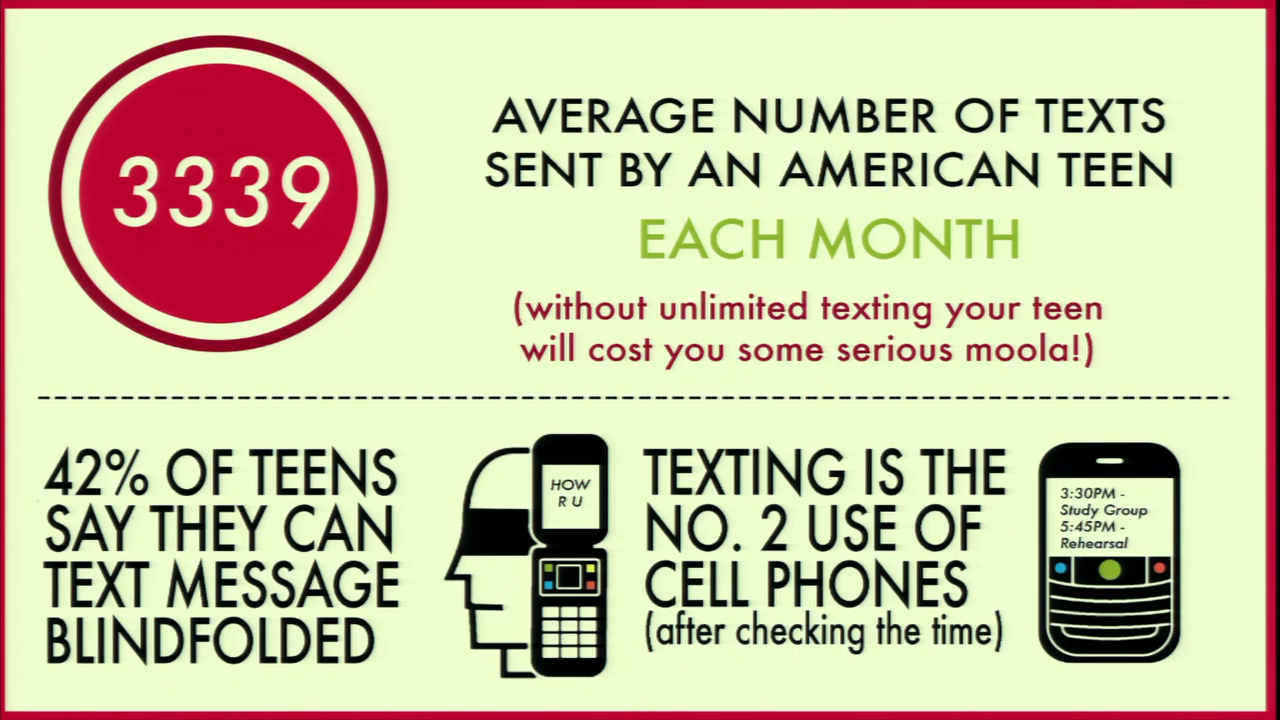 3339
AVERAGE NUMBER OF TEXTS
SENT BY AN AMERICAN TEEN
EACH MONTH
(without unlimited texting your teen
will cost you some serious moola!)
42% OF TEENS
SAY THEY CAN
TEXT MESSAGE
BLINDFOLDED
HOW
R U
TEXTING IS THE
NO. 2 USE OF
CELL PHONES
(after checking the time)
3:30PM -
Study Group
5:45PM -
Rehearsal